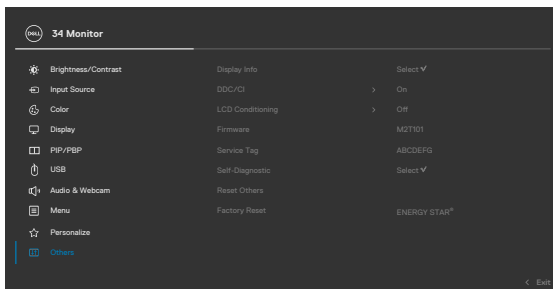 DELL 34 Monitor
Brightness/Contrast Display Info Select ✓
Input Source DDC/CI > On
Color LCD Conditioning > Off
Display Firmware M2T101
PIP/PBP Service Tag ABCDEFG
USB Self-Diagnostic Select ✓
Audio & Webcam Reset Others
Menu Factory Reset ENERGY STAR®
Personalize
Others
< Exit